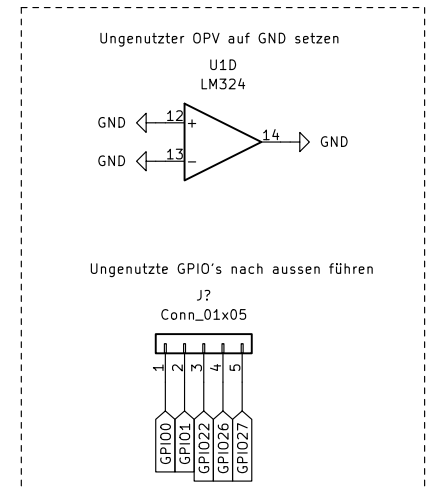 Ungenutzter OPV auf GND setzen
U1D
LM324
GND 12 +
14 GND
GND 13 -
Ungenutzte GPIO's nach aussen führen
J?
Conn_01x05
1 2 3 4 5
GPIO0 GPIO1 GPIO22 GPIO26 GPIO27